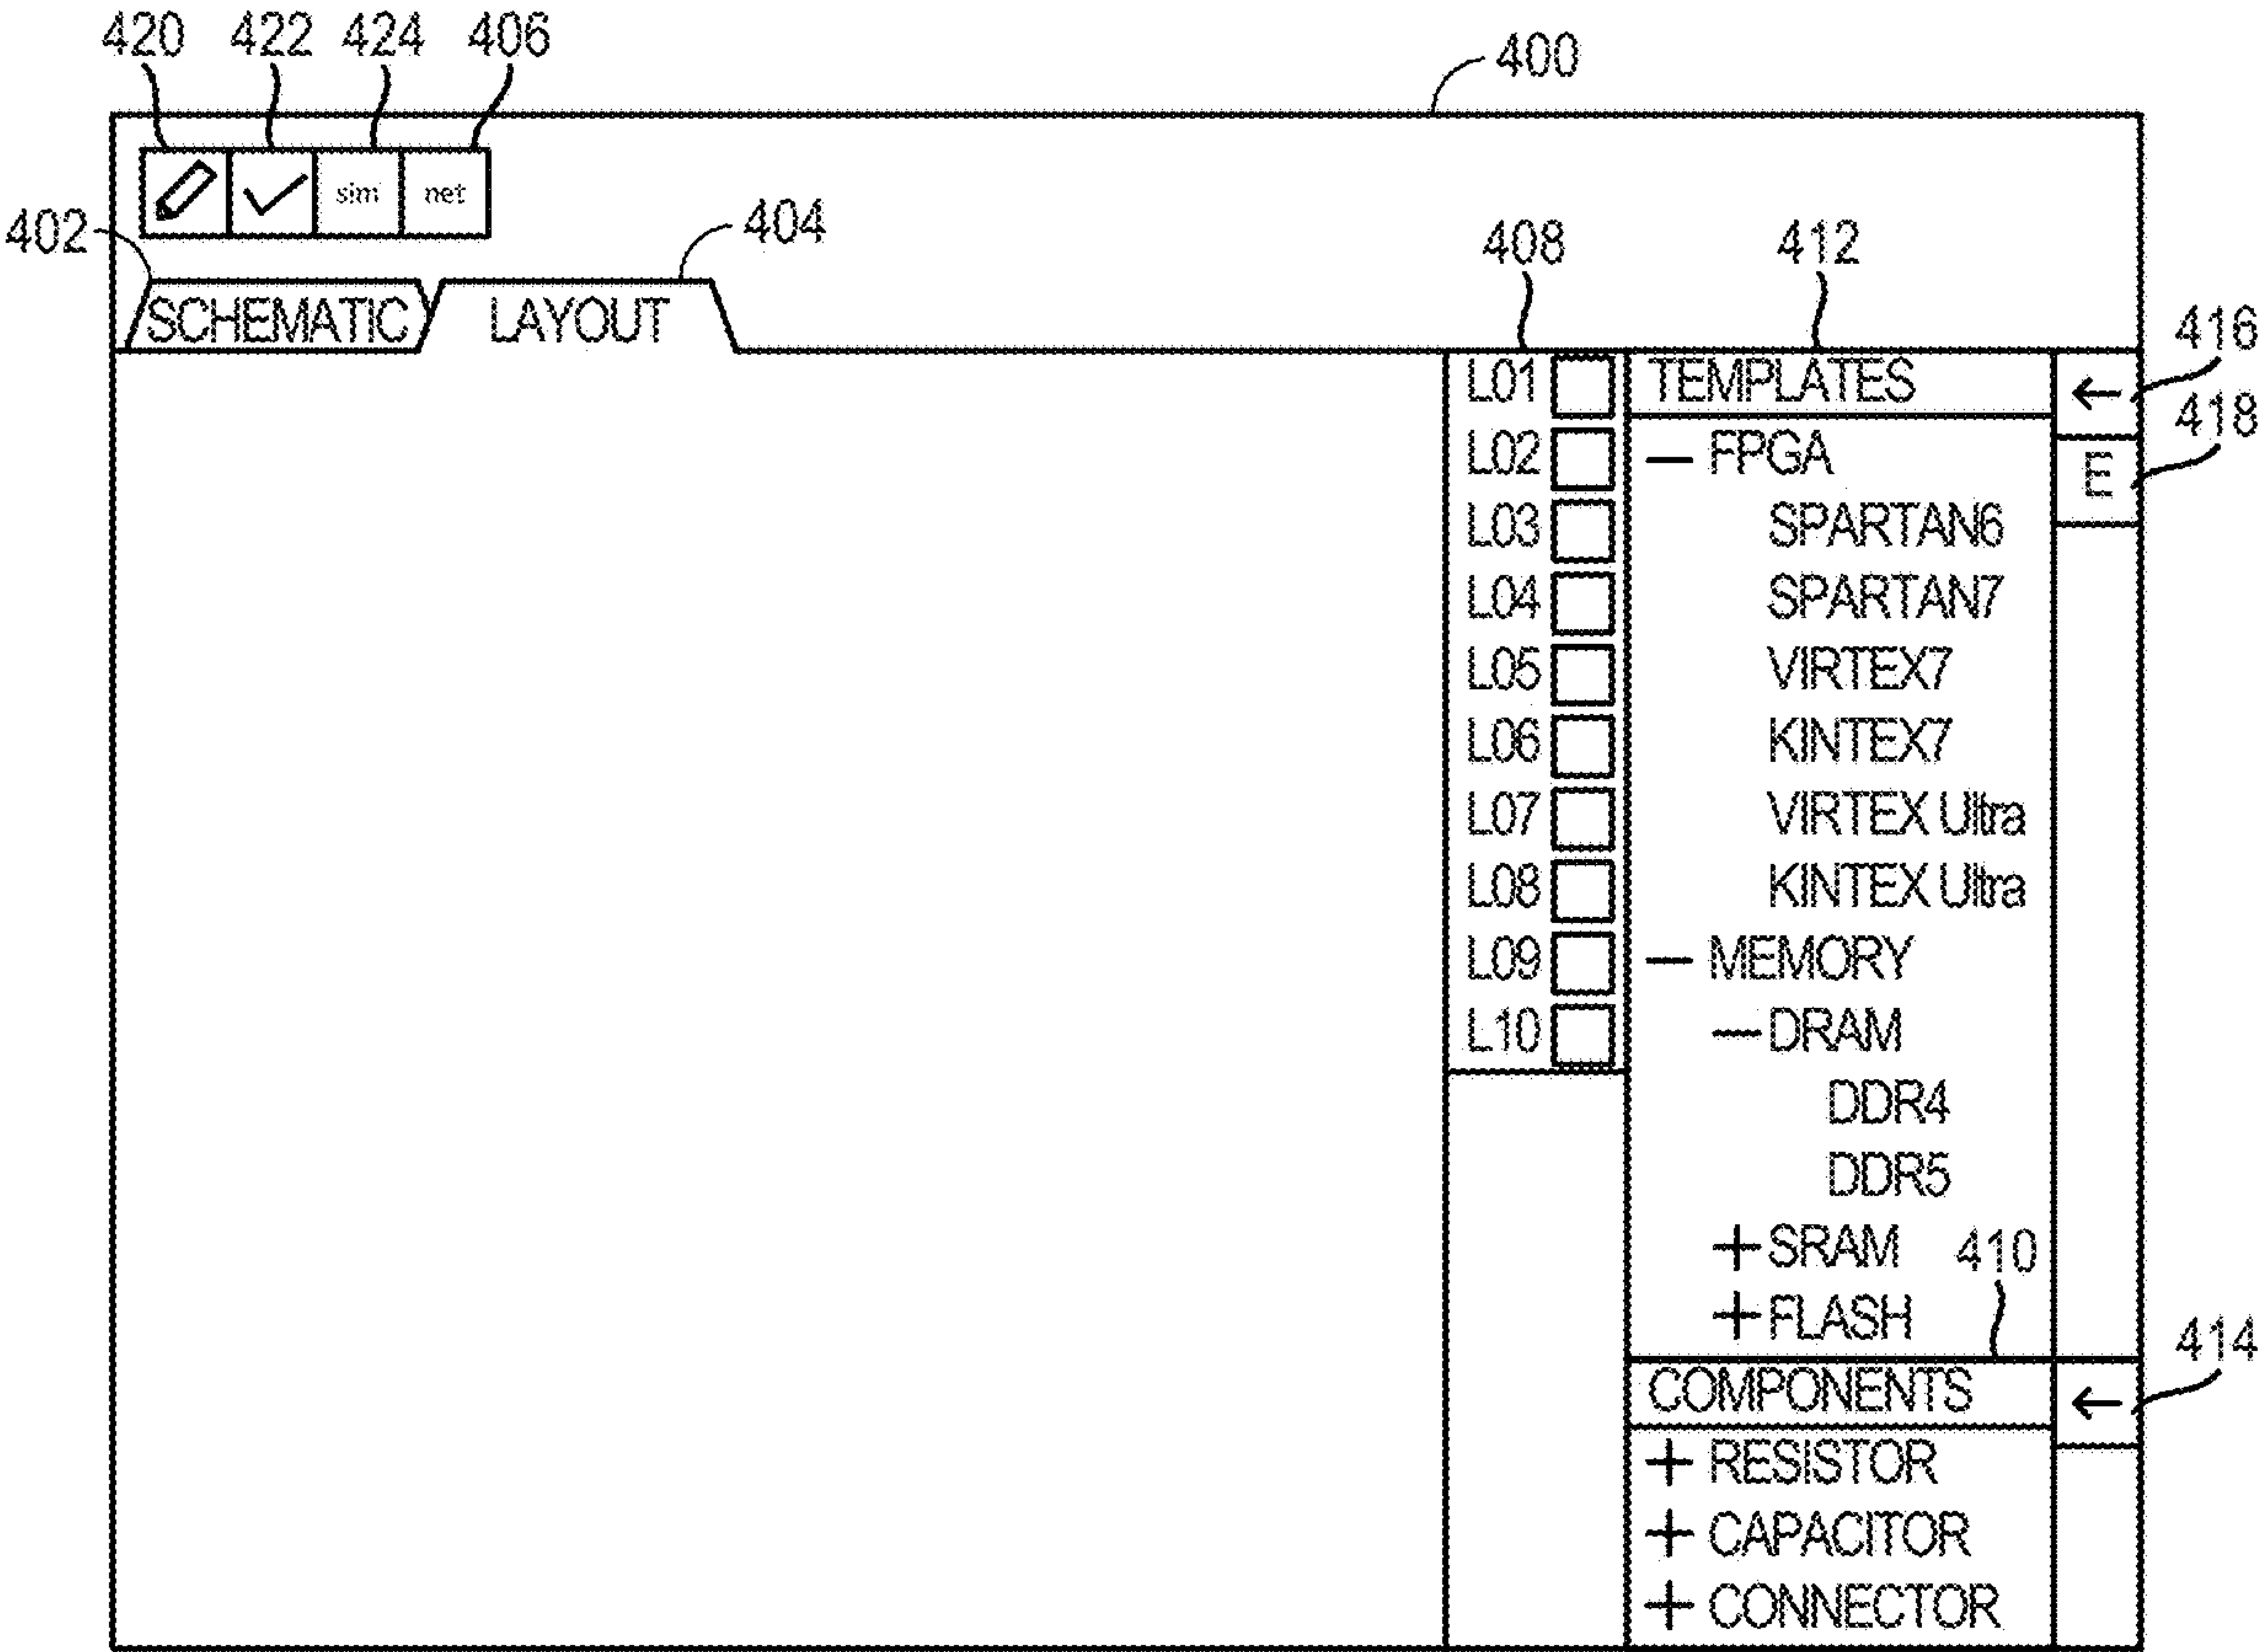 420 422 424 406
400
sim net
402
404
408 412
SCHEMATIC LAYOUT
416
L01 TEMPLATES ←
418
L02 — FPGA E
L03 SPARTAN6
L04 SPARTAN7
L05 VIRTEX7
L06 KINTEX7
L07 VIRTEX Ultra
L08 KINTEX Ultra
L09 — MEMORY
L10 — DRAM
DDR4
DDR5
+ SRAM 410
+ FLASH
414
COMPONENTS ←
+ RESISTOR
+ CAPACITOR
+ CONNECTOR